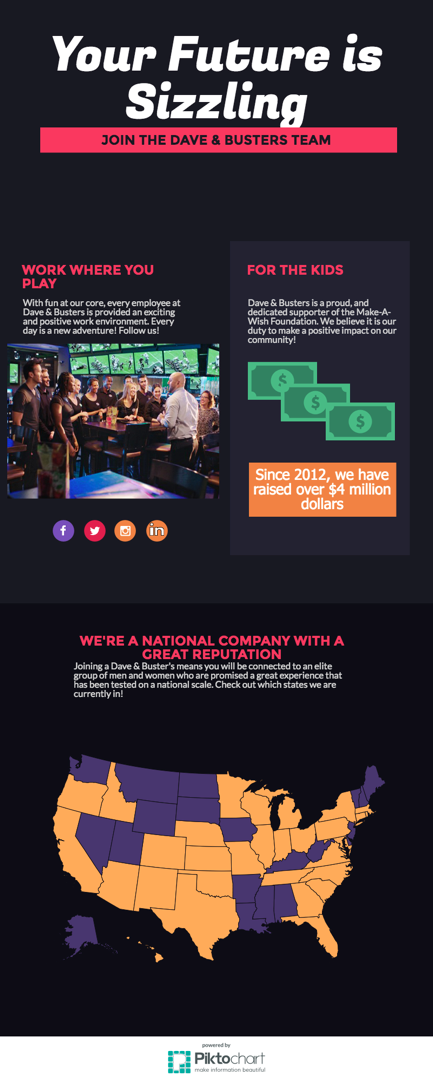 Your Future is
Sizzling
JOIN THE DAVE & BUSTERS TEAM
WORK WHERE YOU
PLAY
With fun at our core, every employee at
Dave & Busters is provided an exciting
and positive work environment. Every
day is a new adventure! Follow us!
FOR THE KIDS
Dave & Busters is a proud, and
dedicated supporter of the Make-A-
Wish Foundation. We believe it is our
duty to make a positive impact on our
community!
$
$
$
Since 2012, we have
raised over $4 million
dollars
f
in
WE'RE A NATIONAL COMPANY WITH A
GREAT REPUTATION
Joining a Dave & Buster's means you will be connected to an elite
group of men and women who are promised a great experience that
has been tested on a national scale. Check out which states we are
currently in!
powered by
Piktochart
make information beautiful